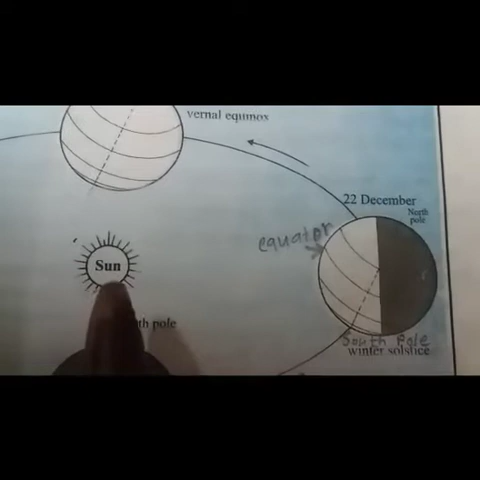 vernal equinox
22 December
North
pole
equator
Sun
th pole
South Pole
winter solstice